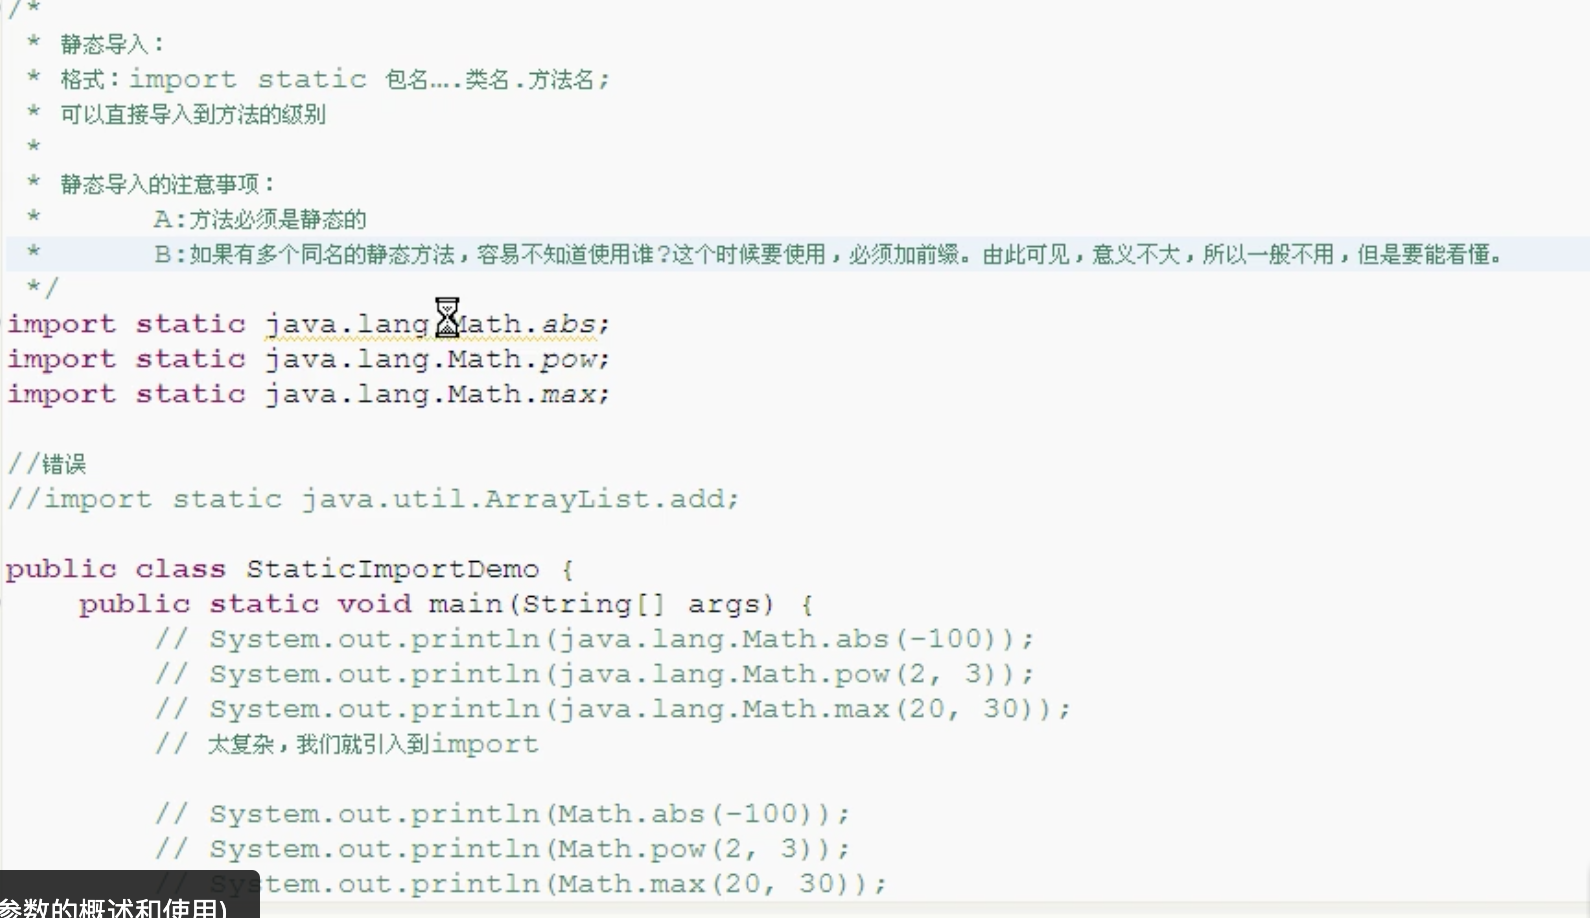 /*
* 静态导入：
* 格式：import static 包名....类名.方法名;
* 可以直接导入到方法的级别
*
* 静态导入的注意事项：
* A:方法必须是静态的
* B:如果有多个同名的静态方法，容易不知道使用谁?这个时候要使用，必须加前缀。由此可见，意义不大，所以一般不用，但是要能看懂。
*/
import static java.lang.Math.abs;
import static java.lang.Math.pow;
import static java.lang.Math.max;
//错误
//import static java.util.ArrayList.add;
public class StaticImportDemo {
public static void main(String[] args) {
// System.out.println(java.lang.Math.abs(-100));
// System.out.println(java.lang.Math.pow(2, 3));
// System.out.println(java.lang.Math.max(20, 30));
// 太复杂，我们就引入到import
// System.out.println(Math.abs(-100));
// System.out.println(Math.pow(2, 3));
// System.out.println(Math.max(20, 30));
参数的概述和使用)